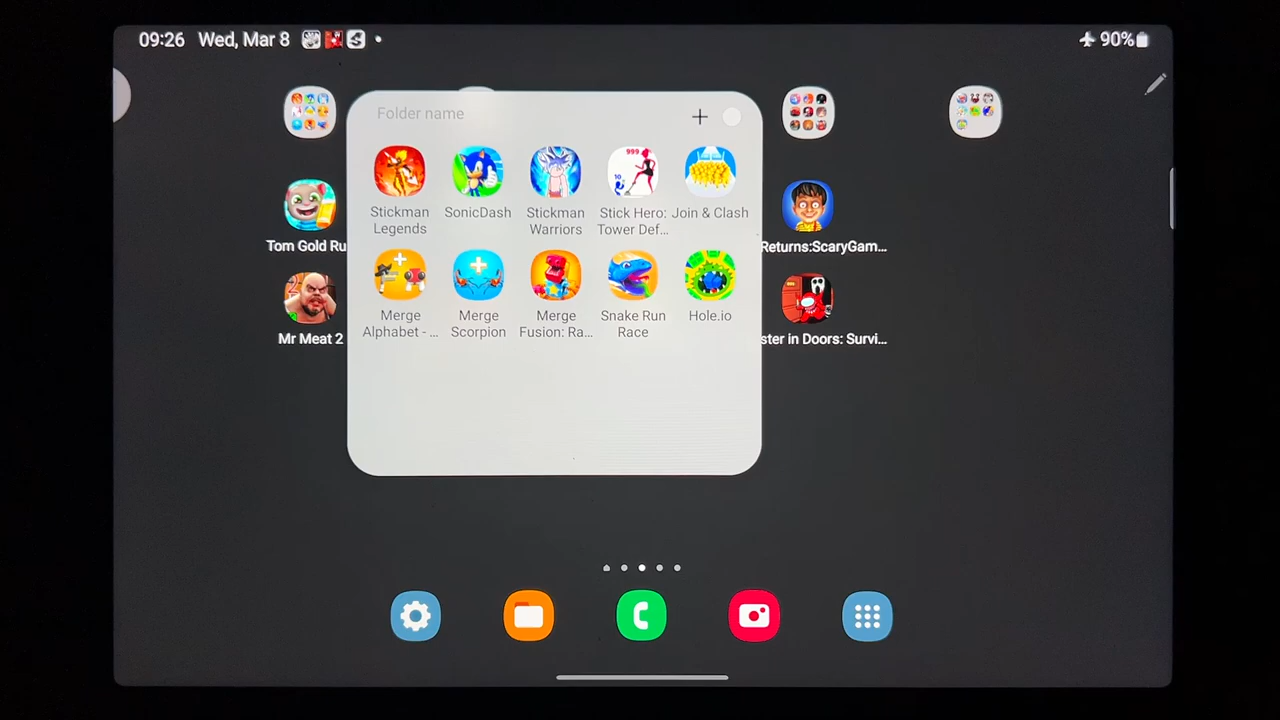 09:26 Wed, Mar 8
90%
Folder name
999
10
Stickman
Legends
SonicDash
Stickman
Warriors
Stick Hero:
Tower Def...
Join & Clash
Tom Gold Ru
Returns:ScaryGam...
Merge
Alphabet - ...
Merge
Scorpion
Merge
Fusion: Ra...
Snake Run
Race
Hole.io
Mr Meat 2
ster in Doors: Survi...